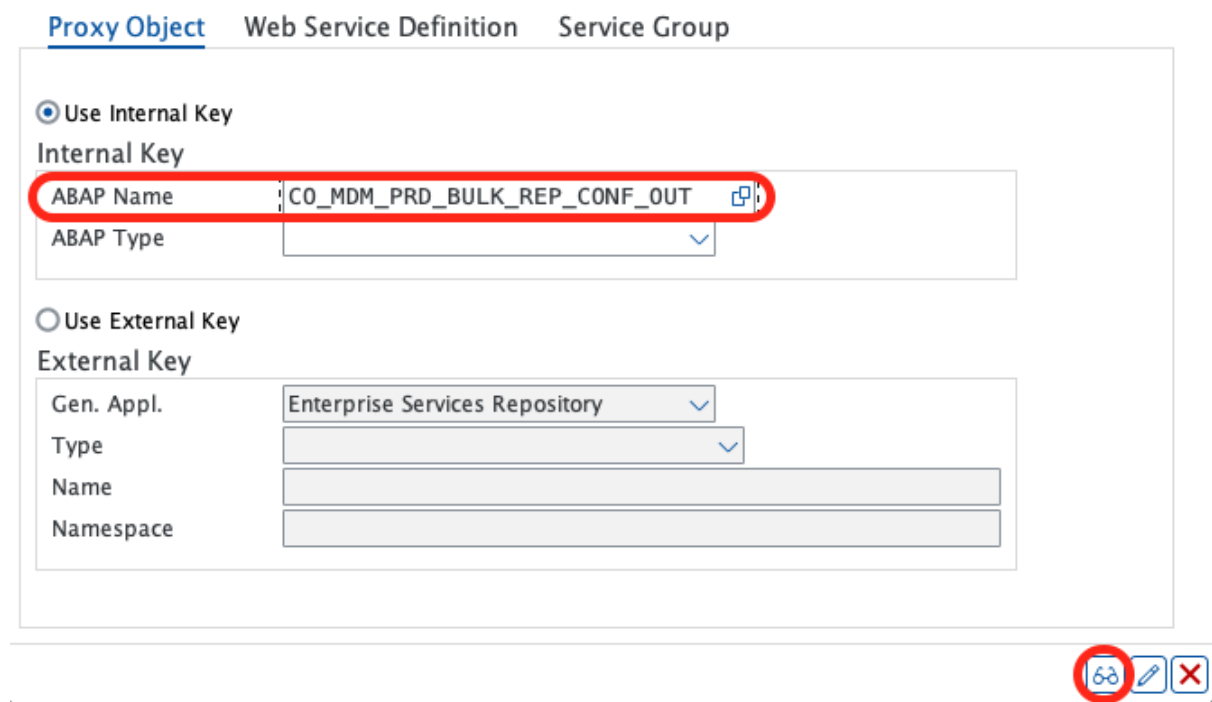 Proxy Object Web Service Definition Service Group
Use Internal Key
Internal Key
ABAP Name CO_MDM_PRD_BULK_REP_CONF_OUT
ABAP Type
Use External Key
External Key
Gen. Appl. Enterprise Services Repository
Type
Name
Namespace